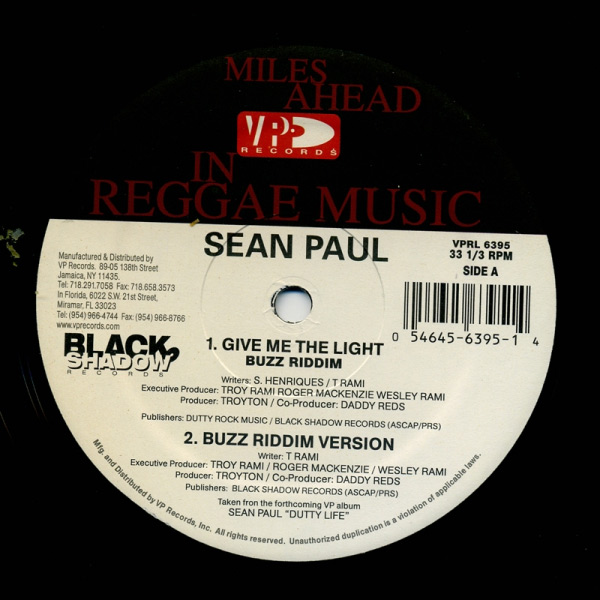 MILES
AHEAD
VP
RECORDS
IN
REGGAE MUSIC
SEAN PAUL
VPRL 6395
33 1/3 RPM
SIDE A
Manufactured & Distributed by
VP Records. 89-05 138th Street
Jamaica, NY 11435.
Tel: 718.291.7058 Fax: 718.658.3573
In Florida, 6022 S.W. 21st Street,
Miramar, FL 33023
Tel: (954) 966-4744 Fax: (954) 966-8766
www.vprecords.com
0 54645-6395-1 4
BLACK
SHADOW
RECORDS
1. GIVE ME THE LIGHT
BUZZ RIDDIM
Writers: S. HENRIQUES / T RAMI
Executive Producer: TROY RAMI ROGER MACKENZIE WESLEY RAMI
Producer: TROYTON / Co-Producer: DADDY REDS
Publishers: DUTTY ROCK MUSIC / BLACK SHADOW RECORDS (ASCAP/PRS)
2. BUZZ RIDDIM VERSION
Writer: T RAMI
Executive Producer: TROY RAMI / ROGER MACKENZIE / WESLEY RAMI
Producer: TROYTON / Co-Producer: DADDY REDS
Publishers: BLACK SHADOW RECORDS (ASCAP/PRS)
Taken fron the forthcoming VP album
SEAN PAUL "DUTTY LIFE"
Mfg. and Distributed by VP Records, Inc. All rights reserved. Unauthorized duplication is a violation of applicable laws.